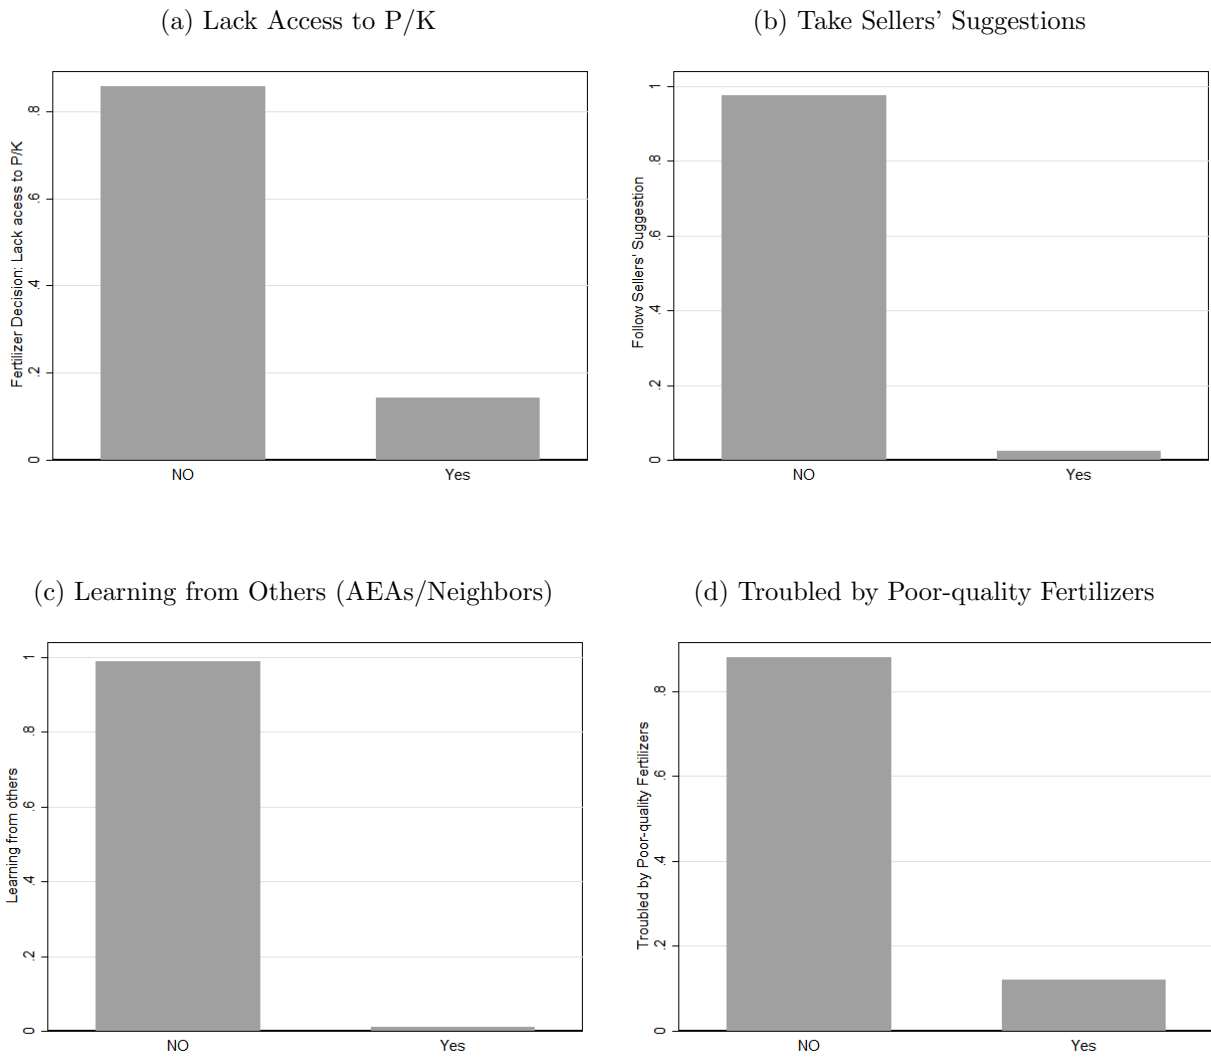 (a) Lack Access to P/K
Fertilizer Decision: Lack acess to P/K
.8
.6
.4
.2
0
NO Yes
(b) Take Sellers' Suggestions
Follow Sellers' Suggestion
1
.8
.6
.4
.2
0
NO Yes
(c) Learning from Others (AEAs/Neighbors)
Learning from others
1
.8
.6
.4
.2
0
NO Yes
(d) Troubled by Poor-quality Fertilizers
Troubled by Poor-quality Fertilizers
.8
.6
.4
.2
0
NO Yes